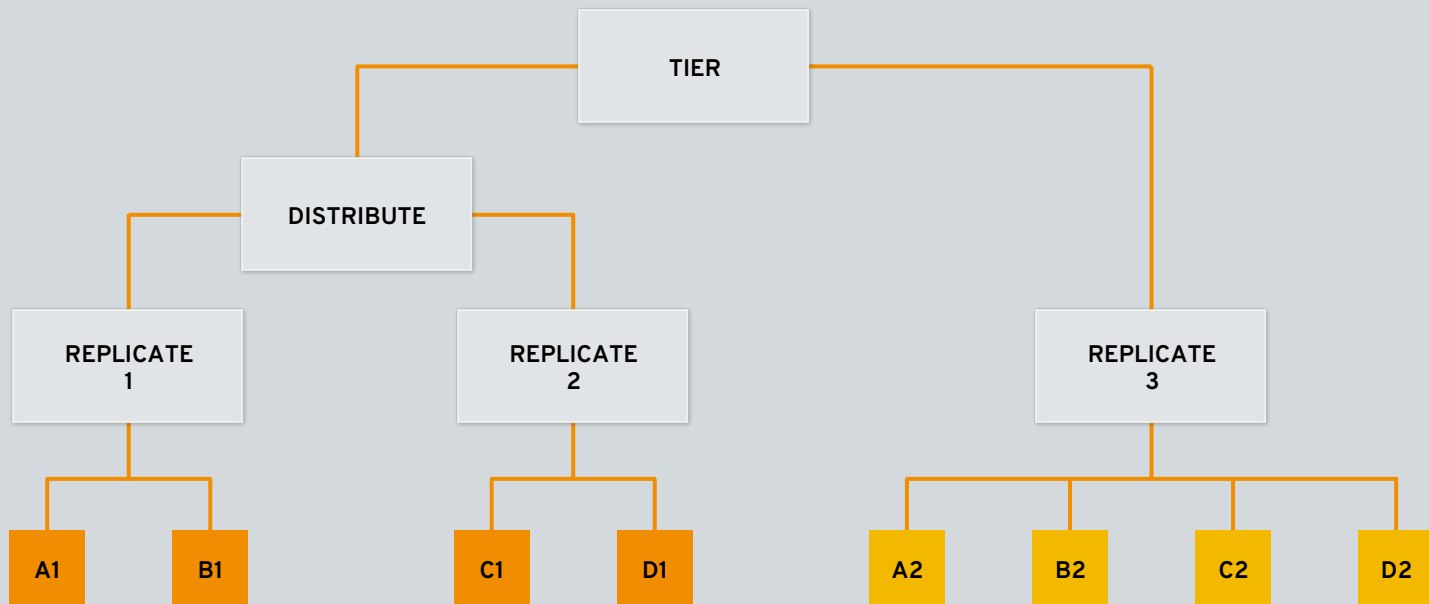 TIER
DISTRIBUTE
REPLICATE
1
REPLICATE
2
REPLICATE
3
A1
B1
C1
D1
A2
B2
C2
D2